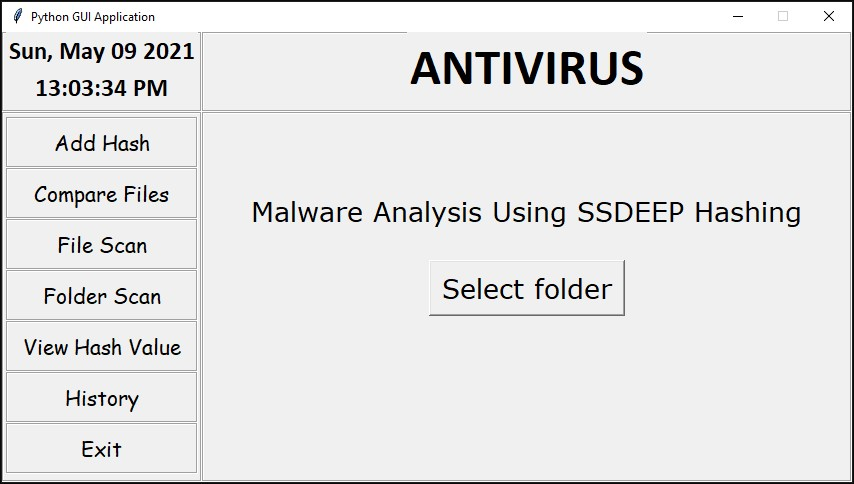 Python GUI Application
Sun, May 09 2021
13:03:34 PM
ANTIVIRUS
Add Hash
Compare Files
File Scan
Folder Scan
View Hash Value
History
Exit
Malware Analysis Using SSDEEP Hashing
Select folder